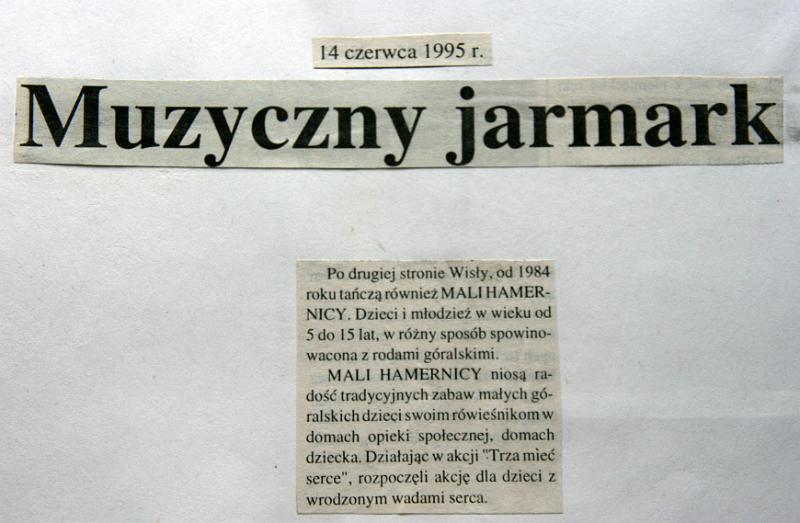 14 czerwca 1995 r.
Muzyczny jarmark
Po drugiej stronie Wisły, od 1984
roku tańczą również MALI HAMER-
NICY. Dzieci i młodzież w wieku od
5 do 15 lat, w różny sposób spowino-
wacona z rodami góralskimi.
MALI HAMERNICY niosą ra-
dość tradycyjnych zabaw małych gó-
ralskich dzieci swoim rówieśnikom w
domach opieki społecznej, domach
dziecka. Działając w akcji "Trza mieć
serce", rozpoczęli akcję dla dzieci z
wrodzonym wadami serca.